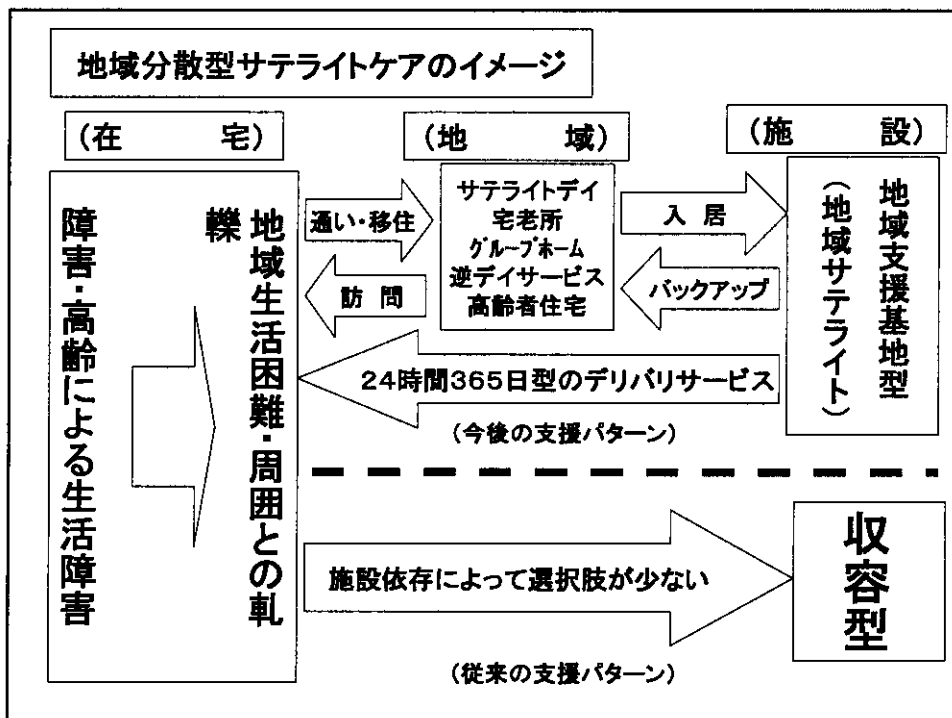 地域分散型サテライトケアのイメージ
(在　　宅)
(地　　域)
(施　　設)
障害・高齢による生活障害
地域生活困難・周囲との軋
轢
通い・移住
訪 問
サテライトデイ
宅老所
グループホーム
逆デイサービス
高齢者住宅
入 居
バックアップ
地域支援基地型
(地域サテライト)
24時間365日型のデリバリサービス
(今後の支援パターン)
施設依存によって選択肢が少ない
収容型
(従来の支援パターン)